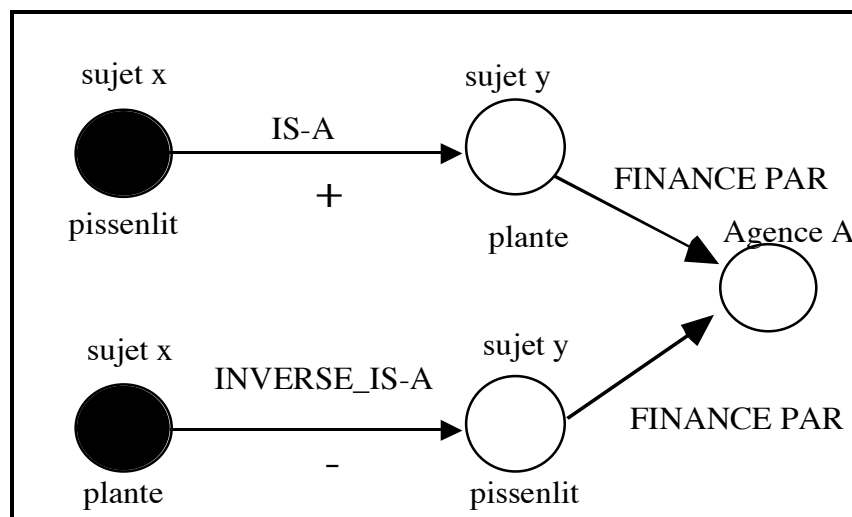 sujet x
sujet y
IS-A
+
FINANCE PAR
pissenlit
plante
Agence A
sujet x
sujet y
INVERSE_IS-A
FINANCE PAR
-
plante
pissenlit